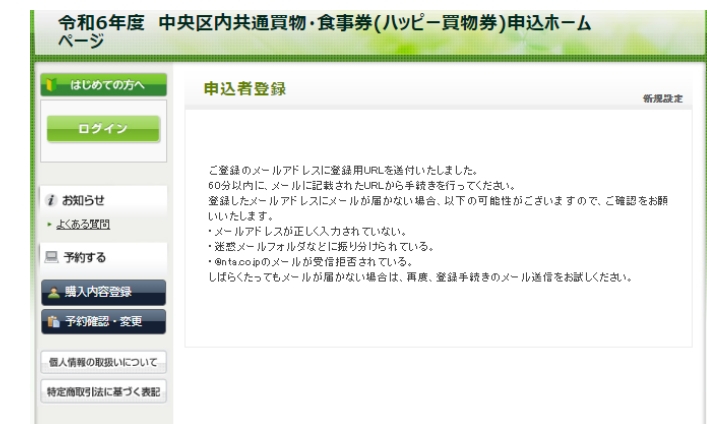 令和6年度 中央区内共通買物・食事券(ハッピー買物券)申込ホーム
ページ
はじめての方へ
ログイン
お知らせ
よくある質問
予約する
購入内容登録
予約確認・変更
個人情報の取扱いについて
特定商取引法に基づく表記
申込者登録
新規設定
ご登録のメールアドレスに登録用URLを送付いたしました。
60分以内に、メールに記載されたURLから手続きを行ってください。
登録したメールアドレスにメールが届かない場合、以下の可能性がございますので、ご確認をお願
いいたします。
・メールアドレスが正しく入力されていない。
・迷惑メールフォルダなどに振り分けられている。
・@nta.co.jpのメールが受信拒否されている。
しばらくたってもメールが届かない場合は、再度、登録手続きのメール送信をお試しください。